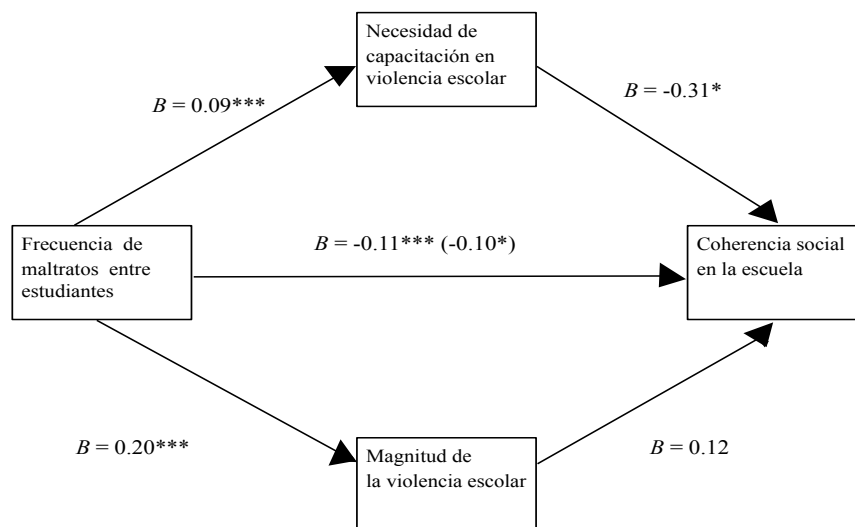 Necesidad de
capacitación en
violencia escolar
B = 0.09***
B = -0.31*
Frecuencia de
maltratos entre
estudiantes
B = -0.11*** (-0.10*)
Coherencia social
en la escuela
B = 0.20***
Magnitud de
la violencia escolar
B = 0.12